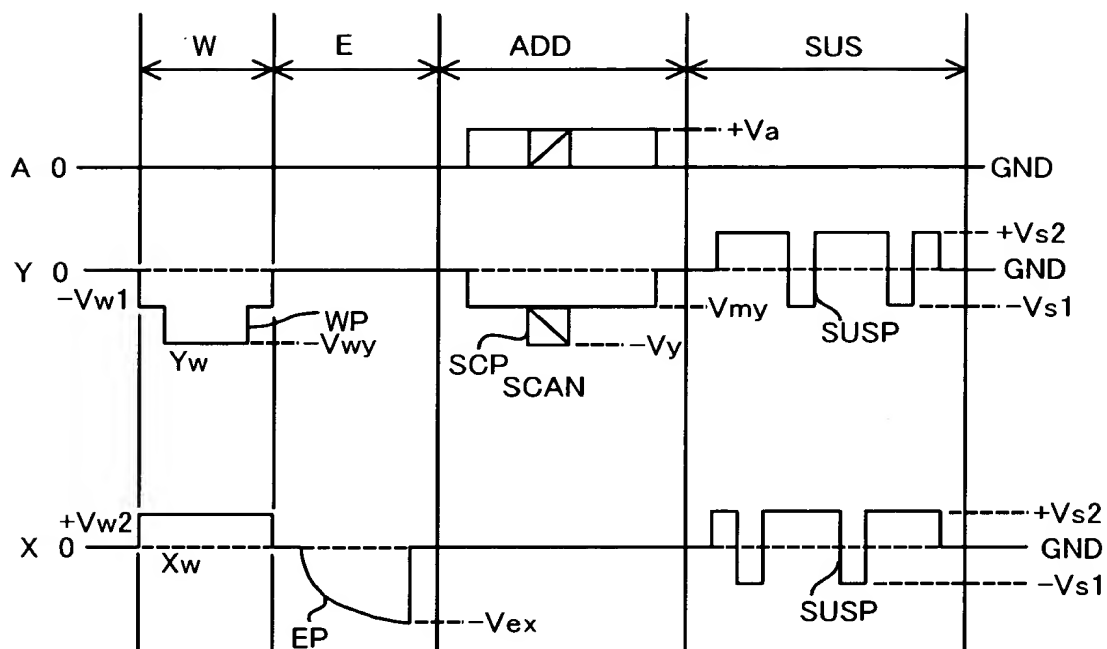 W E ADD SUS
+Va
A 0 GND
+Vs2
Y 0 GND
-Vw1 WP Vmy -Vs1
-Vwy -Vy SUSP
Yw SCP
SCAN
+Vw2 +Vs2
X 0 GND
Xw -Vs1
SUSP
EP -Vex